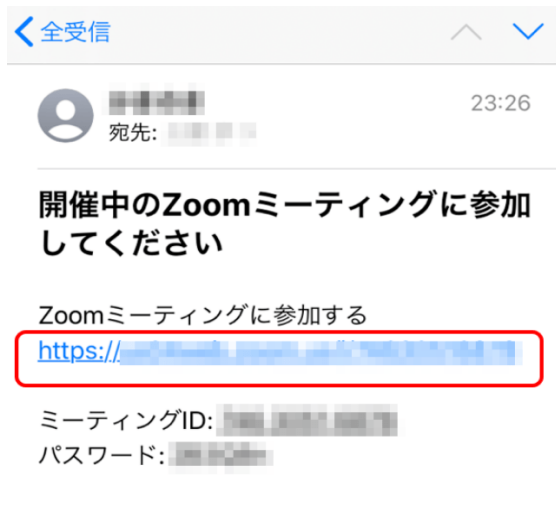 全受信
23:26
宛先:
開催中のZoomミーティングに参加
してください
Zoomミーティングに参加する
https://
ミーティングID:
パスワード: